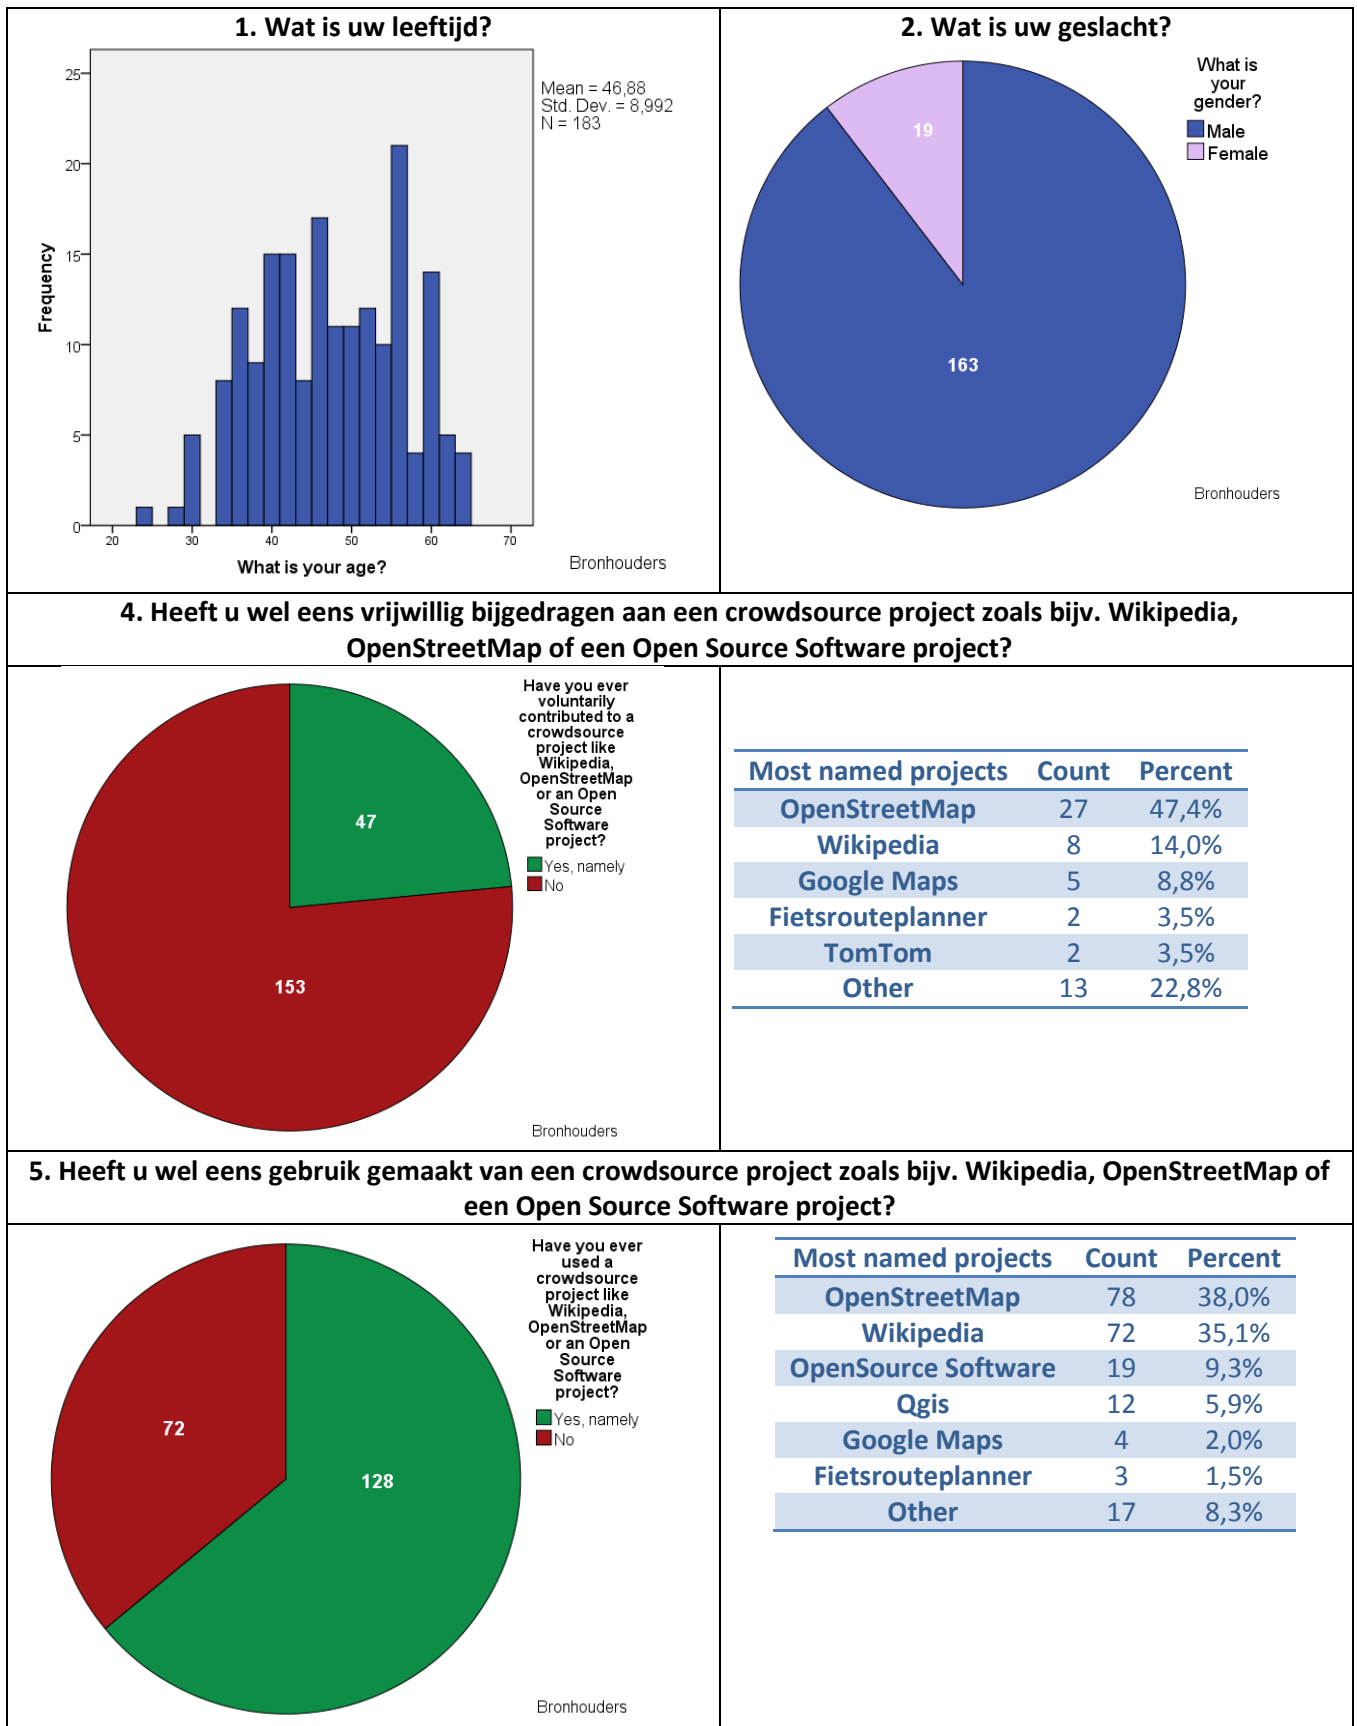 1. Wat is uw leeftijd?
25
20
15
10
5
0
Frequency
20 30 40 50 60 70
What is your age?
Mean = 46,88
Std. Dev. = 8,992
N = 183
Bronhouders
2. Wat is uw geslacht?
19
163
What is
your
gender?
Male
Female
Bronhouders
4. Heeft u wel eens vrijwillig bijgedragen aan een crowdsource project zoals bijv. Wikipedia,
OpenStreetMap of een Open Source Software project?
47
153
Have you ever
voluntarily
contributed to a
crowdsource
project like
Wikipedia,
OpenStreetMap
or an Open
Source
Software
project?
Yes, namely
No
Bronhouders
Most named projects Count Percent
OpenStreetMap 27 47,4%
Wikipedia 8 14,0%
Google Maps 5 8,8%
Fietsrouteplanner 2 3,5%
TomTom 2 3,5%
Other 13 22,8%
5. Heeft u wel eens gebruik gemaakt van een crowdsource project zoals bijv. Wikipedia, OpenStreetMap of
een Open Source Software project?
72
128
Have you ever
used a
crowdsource
project like
Wikipedia,
OpenStreetMap
or an Open
Source
Software
project?
Yes, namely
No
Bronhouders
Most named projects Count Percent
OpenStreetMap 78 38,0%
Wikipedia 72 35,1%
OpenSource Software 19 9,3%
Qgis 12 5,9%
Google Maps 4 2,0%
Fietsrouteplanner 3 1,5%
Other 17 8,3%